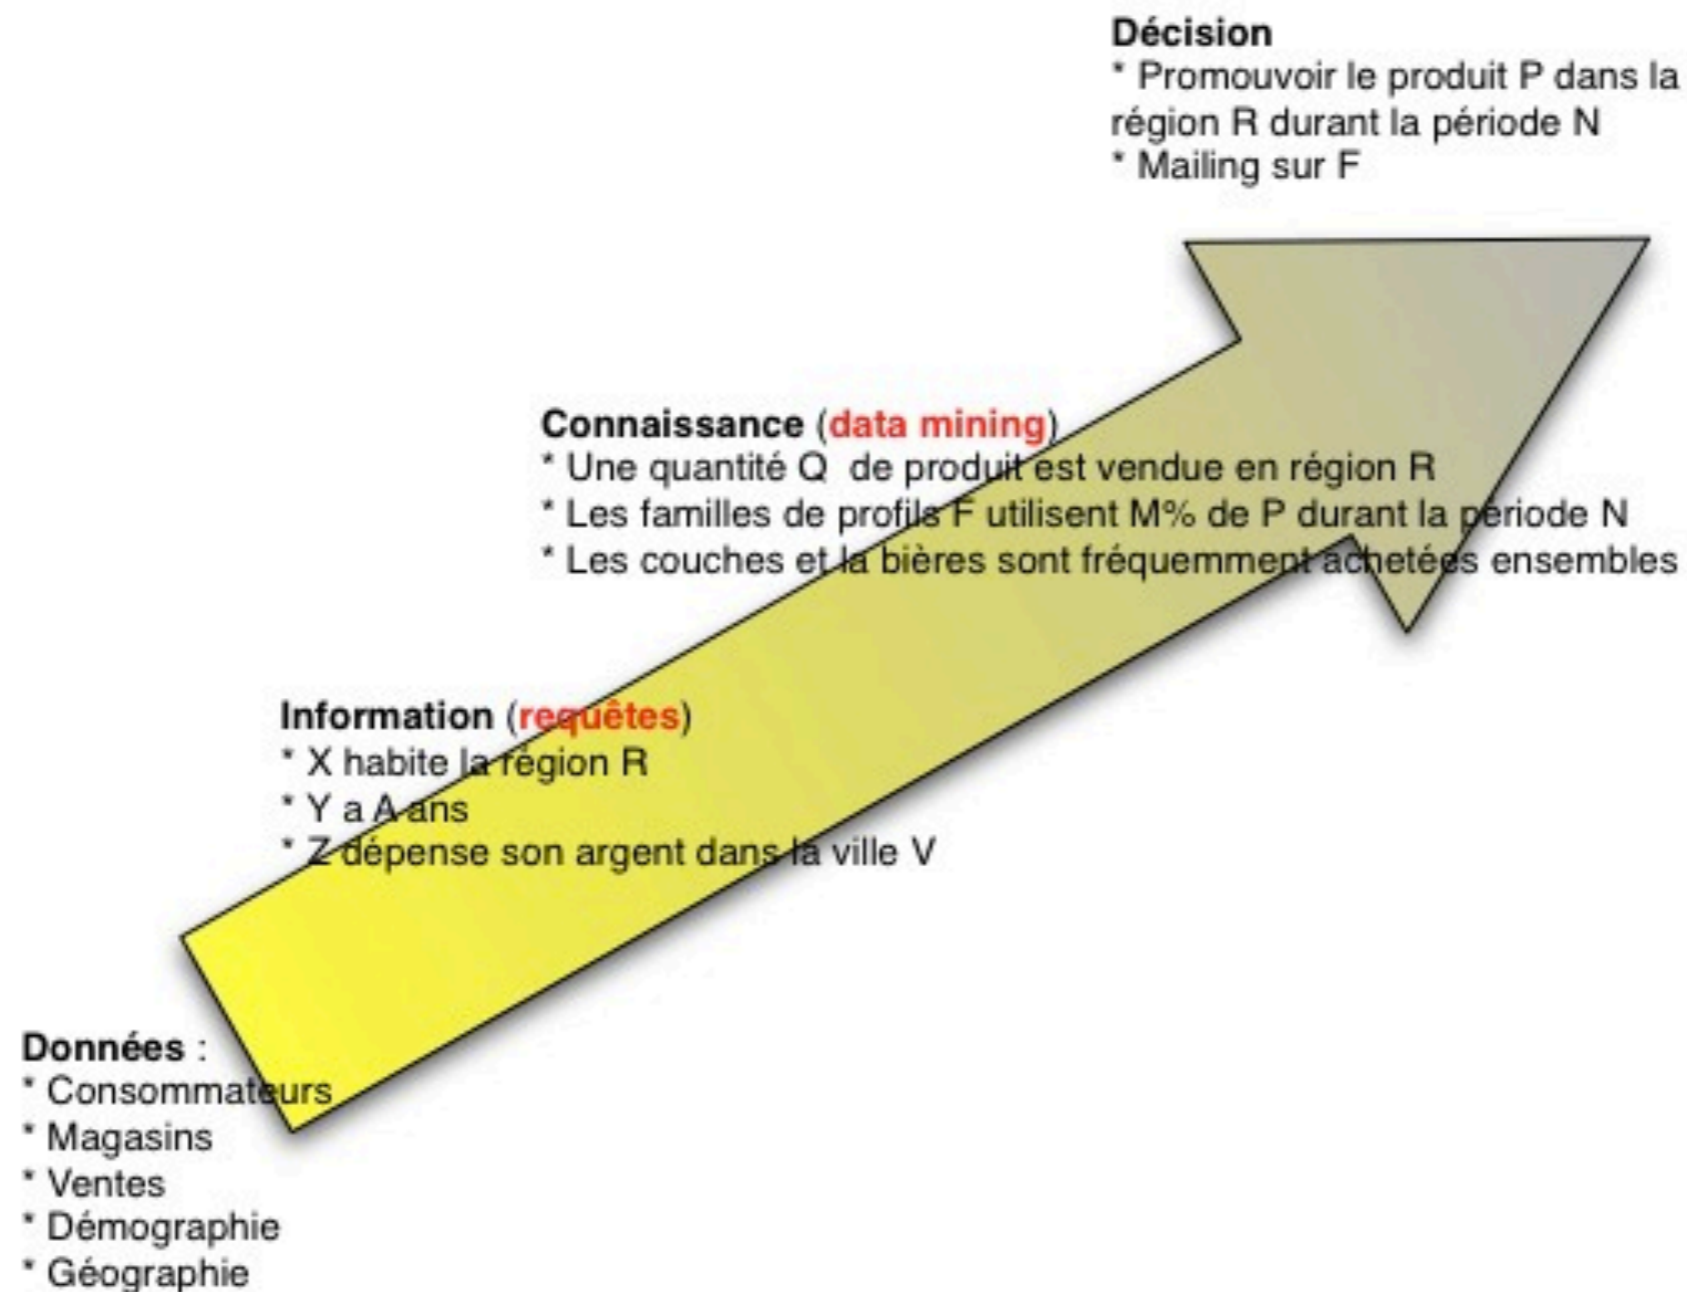 Décision
* Promouvoir le produit P dans la
région R durant la période N
* Mailing sur F
Connaissance (data mining)
* Une quantité Q  de produit est vendue en région R
* Les familles de profils F utilisent M% de P durant la période N
* Les couches et la bières sont fréquemment achetées ensembles
Information (requêtes)
* X habite la région R
* Y a A ans
* Z dépense son argent dans la ville V
Données :
* Consommateurs
* Magasins
* Ventes
* Démographie
* Géographie